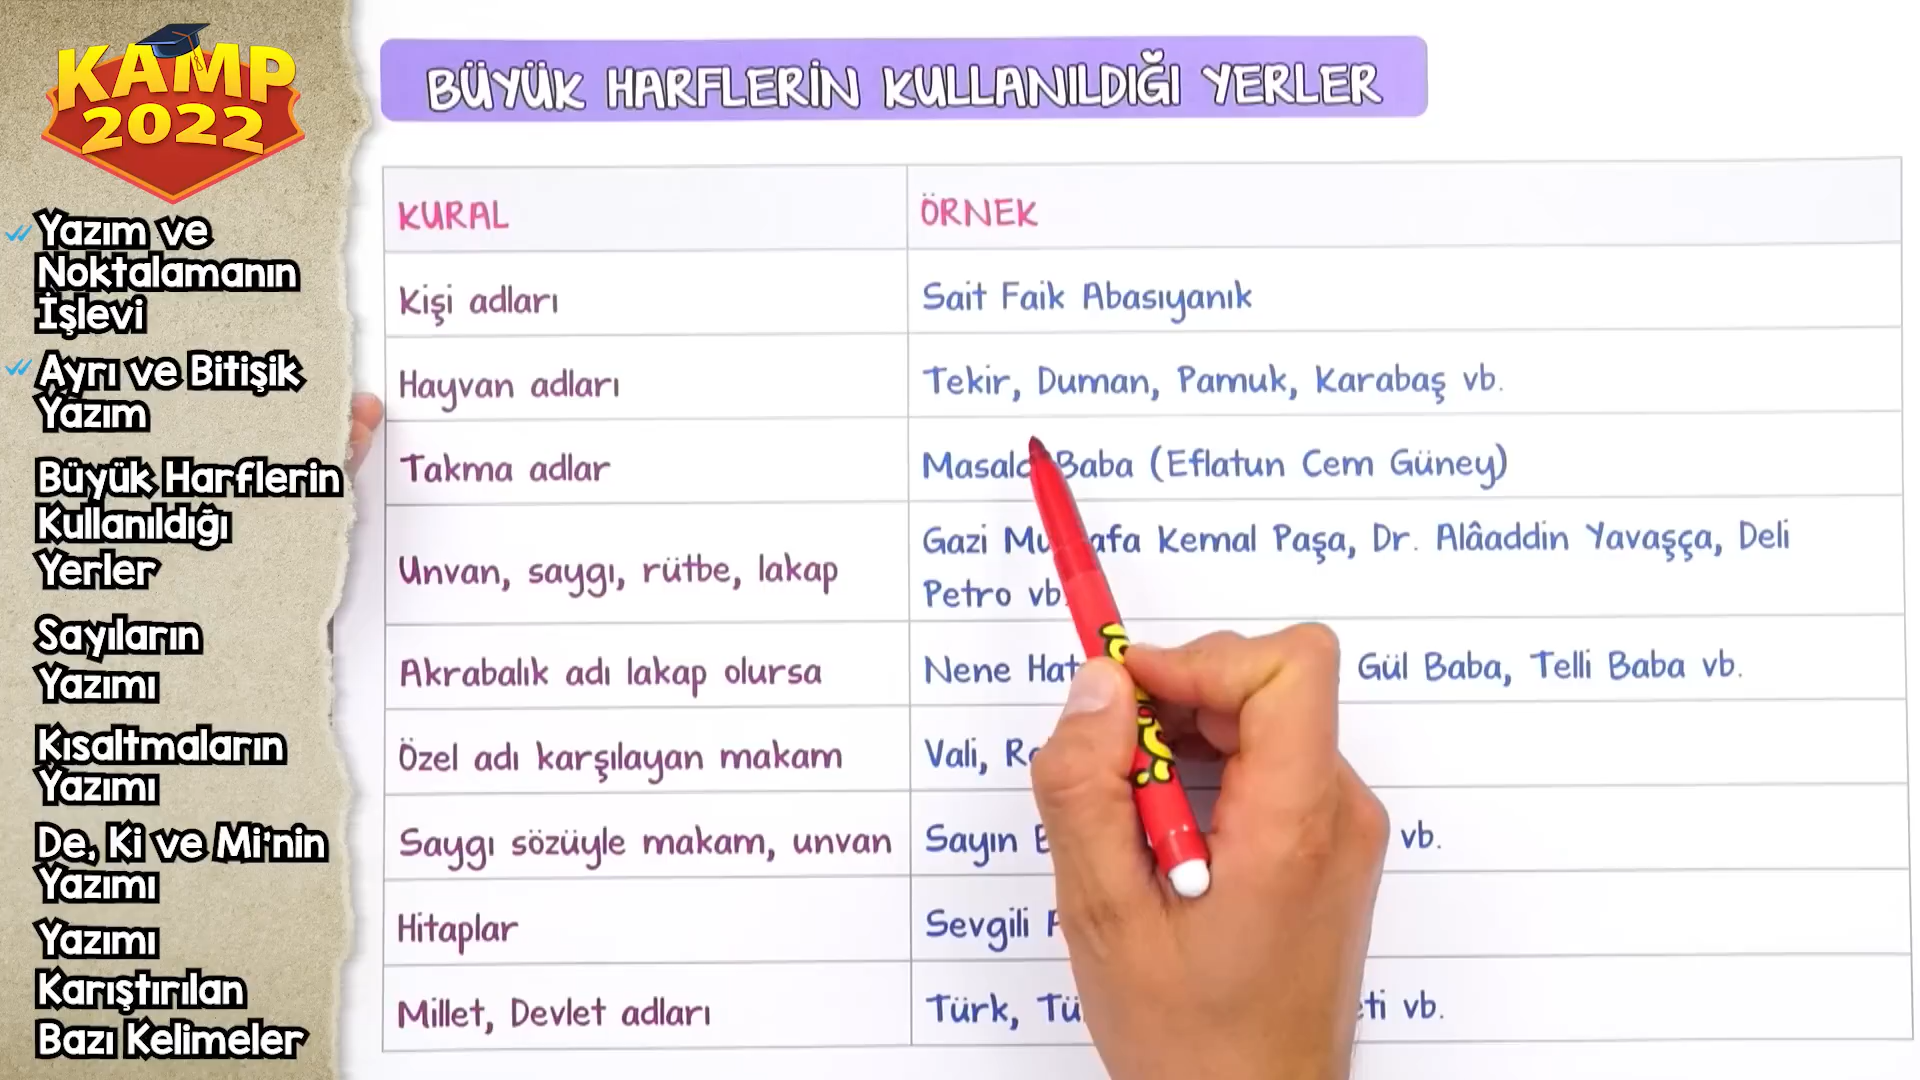 KAMP
2022
Yazım ve
Noktalamanın
İşlevi
Ayrı ve Bitişik
Yazım
Büyük Harflerin
Kullanıldığı
Yerler
Sayıların
Yazımı
Kısaltmaların
Yazımı
De, Ki ve Mi'nin
Yazımı
Yazımı
Karıştırılan
Bazı Kelimeler
BÜYÜK HARFLERİN KULLANILDIĞI YERLER
KURAL
ÖRNEK
Kişi adları
Sait Faik Abasıyanık
Hayvan adları
Tekir, Duman, Pamuk, Karabaş vb.
Takma adlar
Baba (Eflatun Cem Güney)
Unvan, saygı, rütbe, lakap
Gazi Kemal Paşa, Dr. Alâaddin Yavaşça, Deli
Petro vb.
Akrabalık adı lakap olursa
Nene Gül Baba, Telli Baba vb.
Özel adı karşılayan makam
Vali,
Saygı sözüyle makam, unvan
Sayın vb.
Hitaplar
Sevgili
Millet, Devlet adları
Türk, vb.